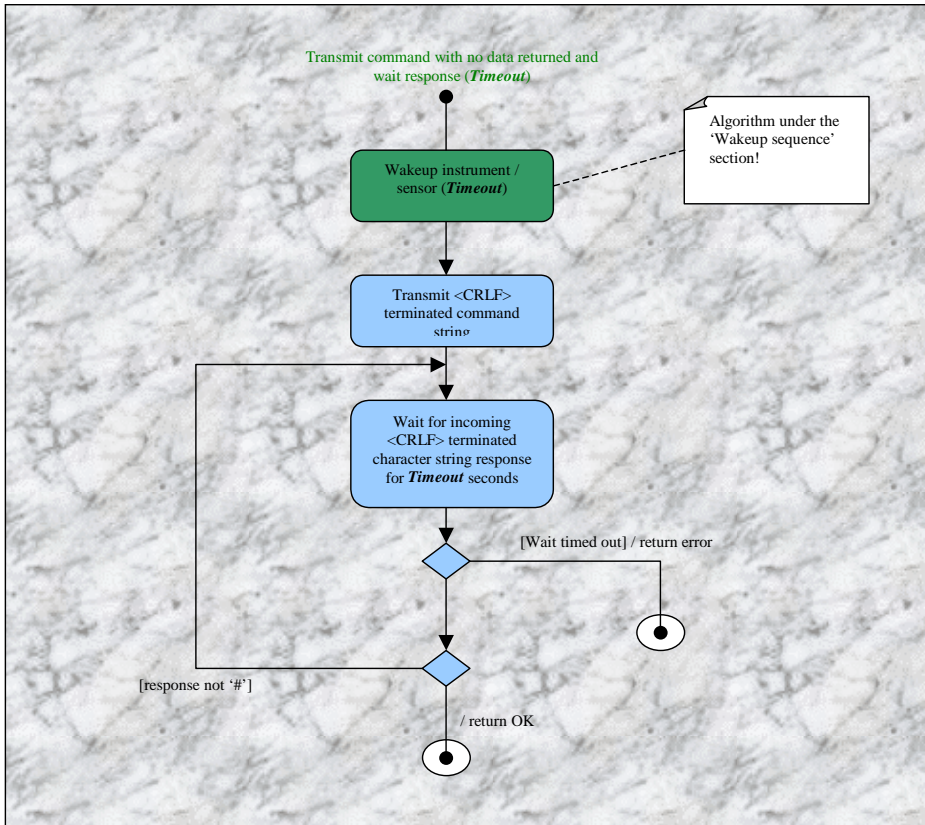 Transmit command with no data returned and
wait response (Timeout)
Algorithm under the
‘Wakeup sequence’
section!
Wakeup instrument /
sensor (Timeout)
Transmit <CRLF>
terminated command
string
Wait for incoming
<CRLF> terminated
character string response
for Timeout seconds
[Wait timed out] / return error
[response not ‘#’]
/ return OK